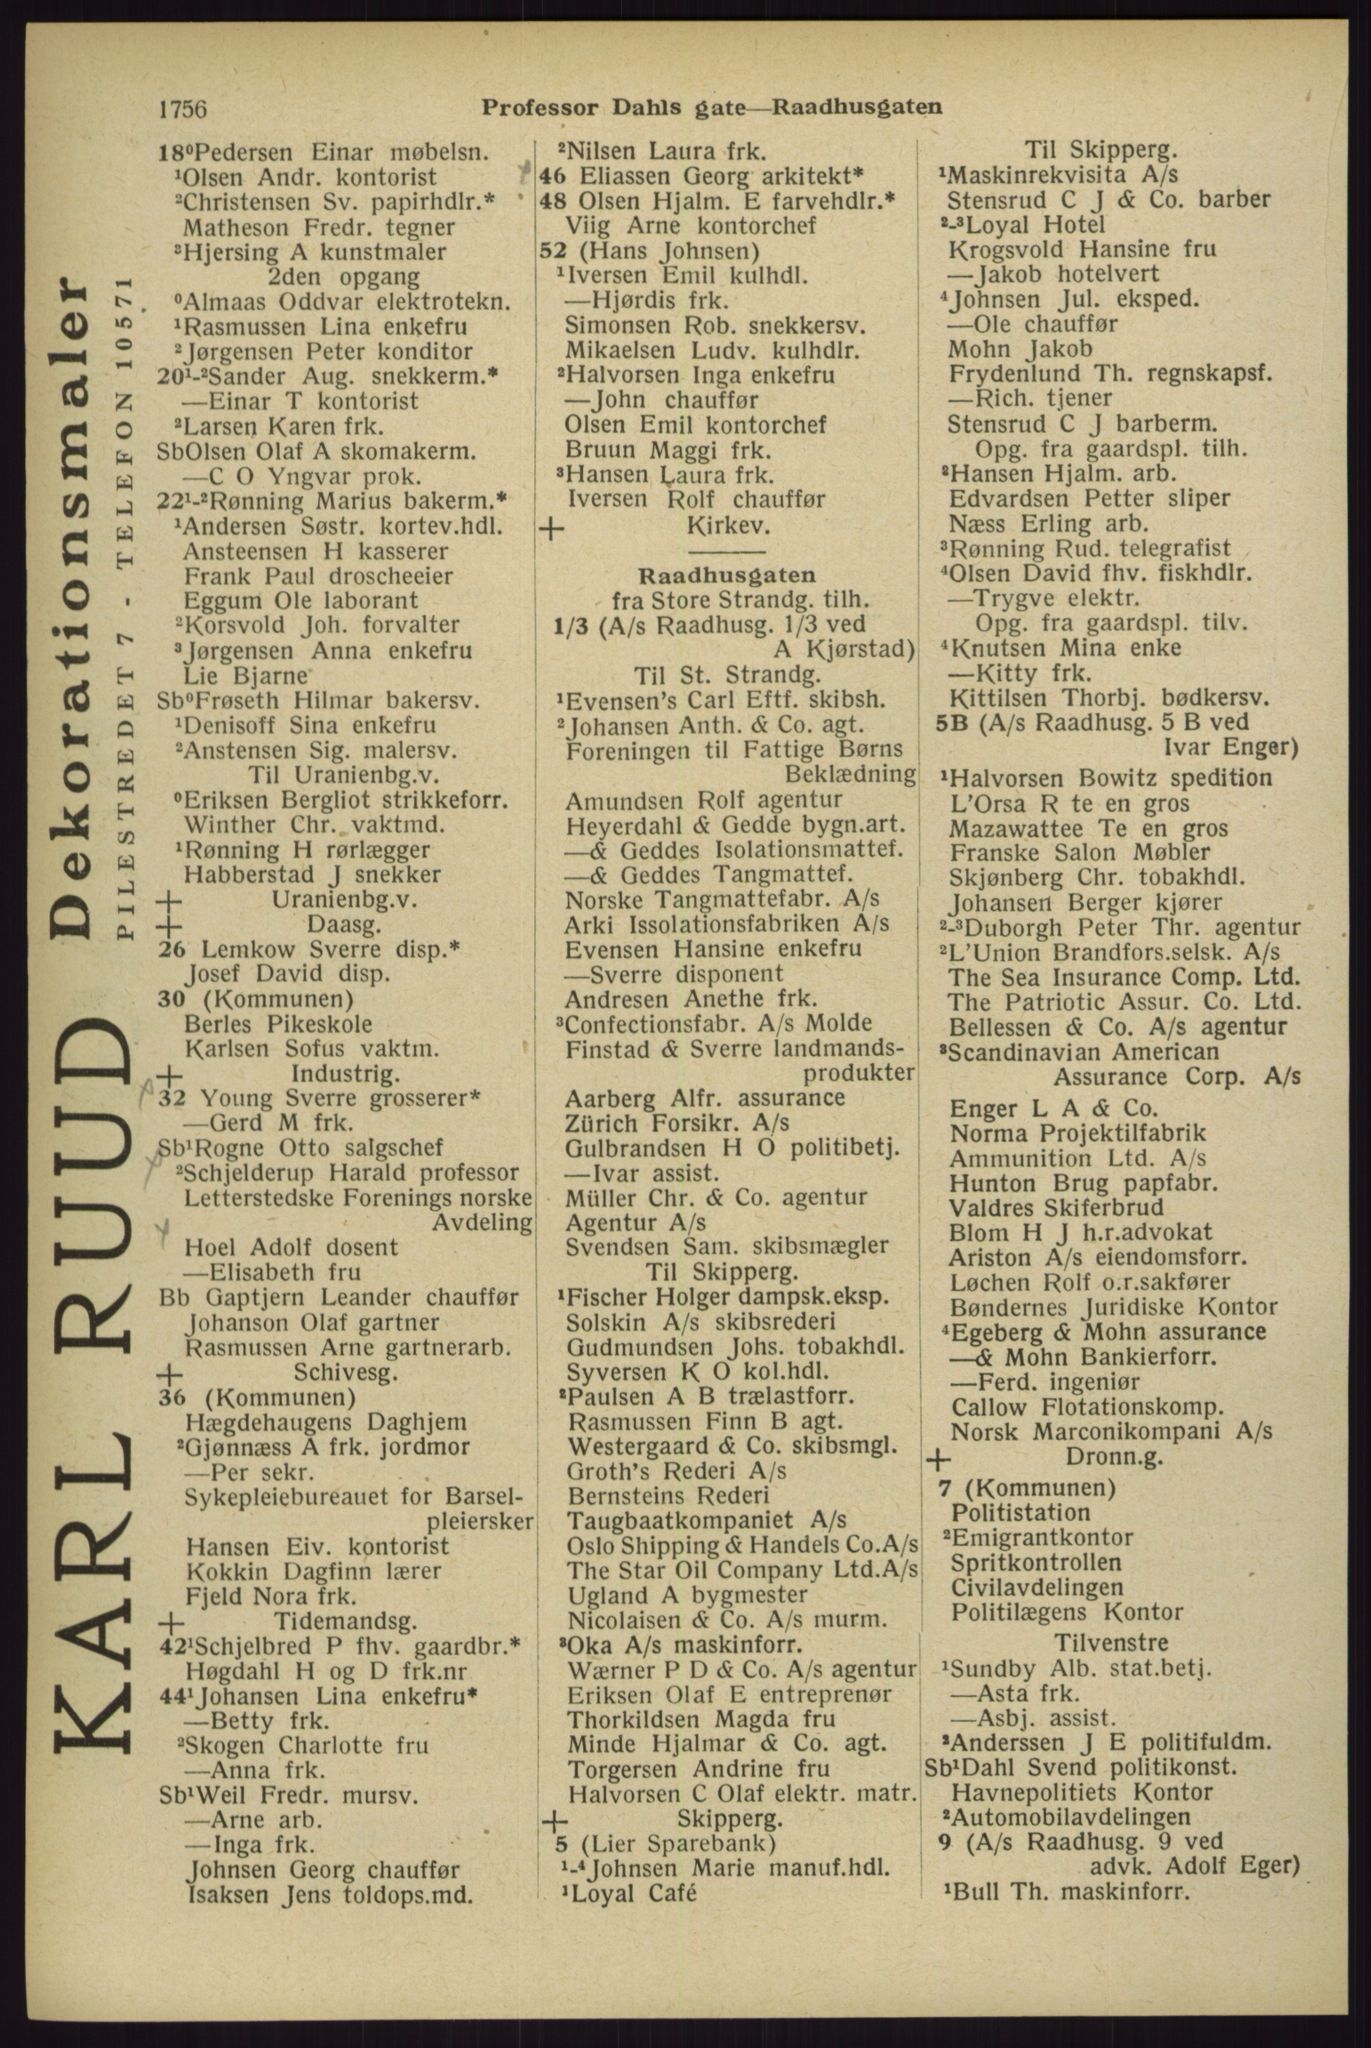 1756
Professor Dahls gate—Raadhusgaten
KARL RUUD Dekorationsmaler
PILESTREDET 7 - TELEFON 10571
18⁰Pedersen Einar møbelsn.
¹Olsen Andr. kontorist
²Christensen Sv. papirhdlr.*
Matheson Fredr. tegner
³Hjersing A kunstmaler
2den opgang
⁰Almaas Oddvar elektrotekn.
¹Rasmussen Lina enkefru
²Jørgensen Peter konditor
20¹-²Sander Aug. snekkerm.*
—Einar T kontorist
²Larsen Karen frk.
SbOlsen Olaf A skomakerm.
—C O Yngvar prok.
22¹-²Rønning Marius bakerm.*
¹Andersen Søstr. kortev.hdl.
Ansteensen H kasserer
Frank Paul droscheeier
Eggum Ole laborant
²Korsvold Joh. forvalter
³Jørgensen Anna enkefru
Lie Bjarne
Sb⁰Frøseth Hilmar bakersv.
¹Denisoff Sina enkefru
²Anstensen Sig. malersv.
Til Uranienbg.v.
⁰Eriksen Bergliot strikkeforr.
Winther Chr. vaktmd.
¹Rønning H rørlægger
Habberstad J snekker
+ Uranienbg.v.
+ Daasg.
26 Lemkow Sverre disp.*
Josef David disp.
30 (Kommunen)
Berles Pikeskole
Karlsen Sofus vaktm.
+ Industrig.
32 Young Sverre grosserer*
—Gerd M frk.
Sb¹Rogne Otto salgschef
²Schjelderup Harald professor
Letterstedske Forenings norske
Avdeling
Hoel Adolf dosent
—Elisabeth fru
Bb Gaptjern Leander chauffør
Johanson Olaf gartner
Rasmussen Arne gartnerarb.
+ Schivesg.
36 (Kommunen)
Hægdehaugens Daghjem
²Gjønnæss A frk. jordmor
—Per sekr.
Sykepleiebureauet for Barsel-
pleiersker
Hansen Eiv. kontorist
Kokkin Dagfinn lærer
Fjeld Nora frk.
+ Tidemandsg.
42¹Schjelbred P fhv. gaardbr.*
Høgdahl H og D frk.nr
44¹Johansen Lina enkefru*
—Betty frk.
²Skogen Charlotte fru
—Anna frk.
Sb¹Weil Fredr. mursv.
—Arne arb.
—Inga frk.
Johnsen Georg chauffør
Isaksen Jens toldops.md.
²Nilsen Laura frk.
46 Eliassen Georg arkitekt*
48 Olsen Hjalm. E farvehdlr.*
Viig Arne kontorchef
52 (Hans Johnsen)
¹Iversen Emil kulhdl.
—Hjørdis frk.
Simonsen Rob. snekkersv.
Mikaelsen Ludv. kulhdlr.
²Halvorsen Inga enkefru
—John chauffør
Olsen Emil kontorchef
Bruun Maggi frk.
³Hansen Laura frk.
Iversen Rolf chauffør
+ Kirkev.
Raadhusgaten
fra Store Strandg. tilh.
1/3 (A/s Raadhusg. 1/3 ved
A Kjørstad)
Til St. Strandg.
¹Evensen's Carl Eftf. skibsh.
²Johansen Anth. & Co. agt.
Foreningen til Fattige Børns
Beklædning
Amundsen Rolf agentur
Heyerdahl & Gedde bygn.art.
—& Geddes Isolationsmattef.
—& Geddes Tangmattef.
Norske Tangmattefabr. A/s
Arki Issolationsfabriken A/s
Evensen Hansine enkefru
—Sverre disponent
Andresen Anethe frk.
³Confectionsfabr. A/s Molde
Finstad & Sverre landmands-
produkter
Aarberg Alfr. assurance
Zürich Forsikr. A/s
Gulbrandsen H O politibetj.
—Ivar assist.
Müller Chr. & Co. agentur
Agentur A/s
Svendsen Sam. skibsmægler
Til Skipperg.
¹Fischer Holger dampsk.eksp.
Solskin A/s skibsrederi
Gudmundsen Johs. tobakhdl.
Syversen K O kol.hdl.
²Paulsen A B trælastforr.
Rasmussen Finn B agt.
Westergaard & Co. skibsmgl.
Groth's Rederi A/s
Bernsteins Rederi
Taugbaatkompaniet A/s
Oslo Shipping & Handels Co.A/s
The Star Oil Company Ltd.A/s
Ugland A bygmester
Nicolaisen & Co. A/s murm.
³Oka A/s maskinforr.
Wærner P D & Co. A/s agentur
Eriksen Olaf E entreprenør
Thorkildsen Magda fru
Minde Hjalmar & Co. agt.
Torgersen Andrine fru
Halvorsen C Olaf elektr. matr.
+ Skipperg.
5 (Lier Sparebank)
¹-⁴Johnsen Marie manuf.hdl.
¹Loyal Café
Til Skipperg.
¹Maskinrekvisita A/s
Stensrud C J & Co. barber
²-³Loyal Hotel
Krogsvold Hansine fru
—Jakob hotelvert
⁴Johnsen Jul. eksped.
—Ole chauffør
Mohn Jakob
Frydenlund Th. regnskapsf.
—Rich. tjener
Stensrud C J barberm.
Opg. fra gaardspl. tilh.
²Hansen Hjalm. arb.
Edvardsen Petter sliper
Næss Erling arb.
³Rønning Rud. telegrafist
⁴Olsen David fhv. fiskhdlr.
—Trygve elektr.
Opg. fra gaardspl. tilv.
⁴Knutsen Mina enke
—Kitty frk.
Kittilsen Thorbj. bødkersv.
5B (A/s Raadhusg. 5 B ved
Ivar Enger)
¹Halvorsen Bowitz spedition
L'Orsa R te en gros
Mazawattee Te en gros
Franske Salon Møbler
Skjønberg Chr. tobakhdl.
Johansen Berger kjører
²-³Duborgh Peter Thr. agentur
²L'Union Brandfors.selsk. A/s
The Sea Insurance Comp. Ltd.
The Patriotic Assur. Co. Ltd.
Bellessen & Co. A/s agentur
³Scandinavian American
Assurance Corp. A/s
Enger L A & Co.
Norma Projektilfabrik
Ammunition Ltd. A/s
Hunton Brug papfabr.
Valdres Skiferbrud
Blom H J h.r.advokat
Ariston A/s eiendomsforr.
Løchen Rolf o.r.sakfører
Bøndernes Juridiske Kontor
⁴Egeberg & Mohn assurance
—& Mohn Bankierforr.
—Ferd. ingeniør
Callow Flotationskomp.
Norsk Marconikompani A/s
+ Dronn.g.
7 (Kommunen)
Politistation
²Emigrantkontor
Spritkontrollen
Civilavdelingen
Politilægens Kontor
Tilvenstre
¹Sundby Alb. stat.betj.
—Asta frk.
—Asbj. assist.
²Anderssen J E politifuldm.
Sb¹Dahl Svend politikonst.
Havnepolitiets Kontor
²Automobilavdelingen
9 (A/s Raadhusg. 9 ved
advk. Adolf Eger)
¹Bull Th. maskinforr.